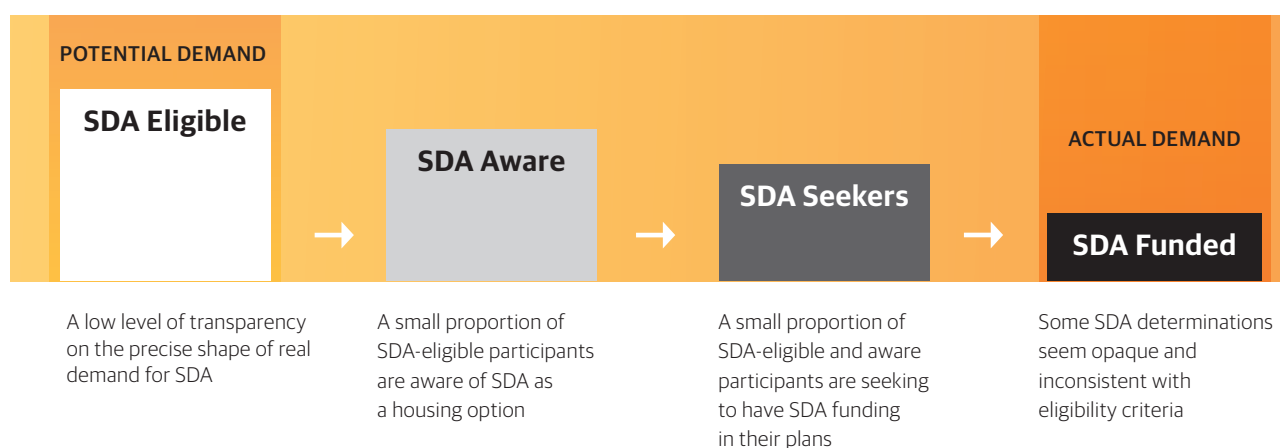 POTENTIAL DEMAND
SDA Eligible
A low level of transparency
on the precise shape of real
demand for SDA
SDA Aware
A small proportion of
SDA-eligible participants
are aware of SDA as
a housing option
SDA Seekers
A small proportion of
SDA-eligible and aware
participants are seeking
to have SDA funding
in their plans
ACTUAL DEMAND
SDA Funded
Some SDA determinations
seem opaque and
inconsistent with
eligibility criteria